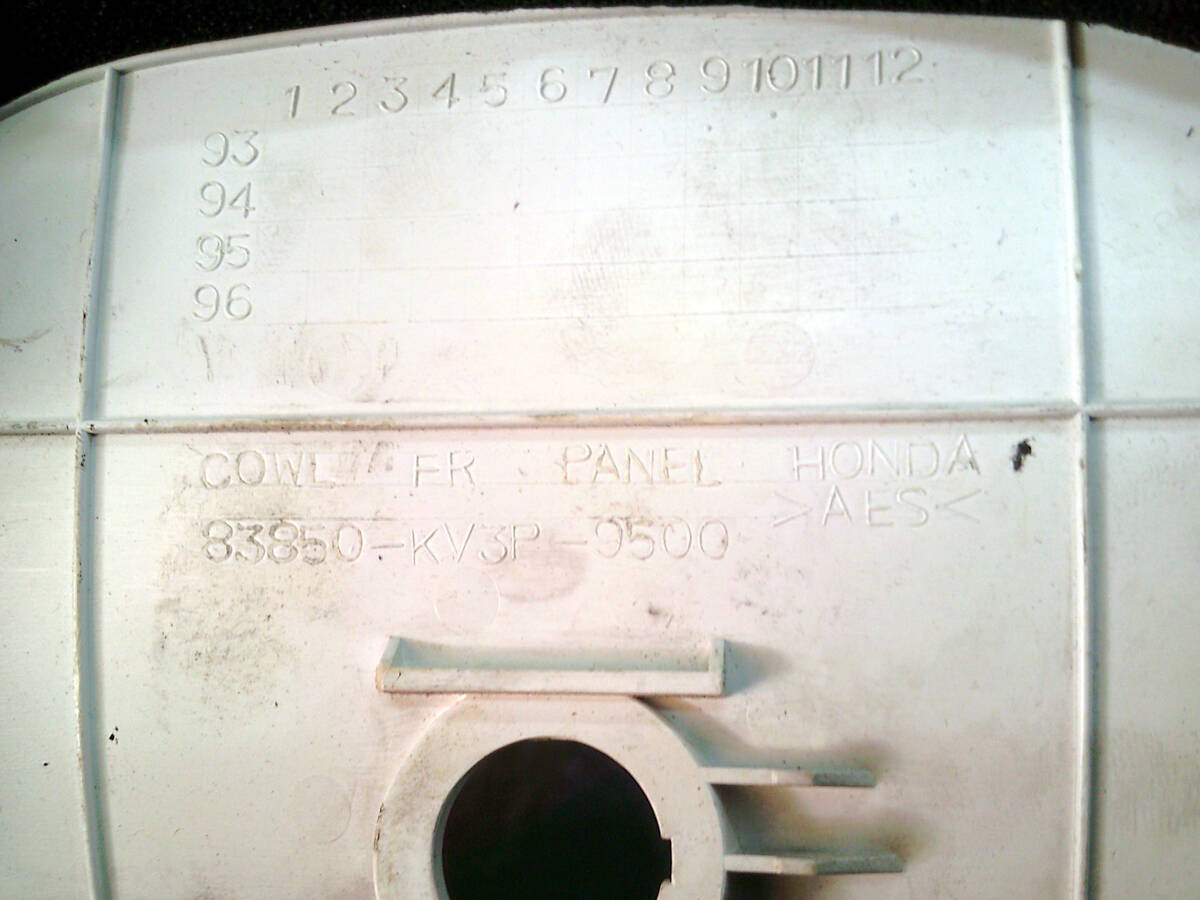 1 2 3 4 5 6 7 8 9 10 11 12
93
94
95
96
COWL FR PANEL HONDA
>AES<
83850-KV3P-9500